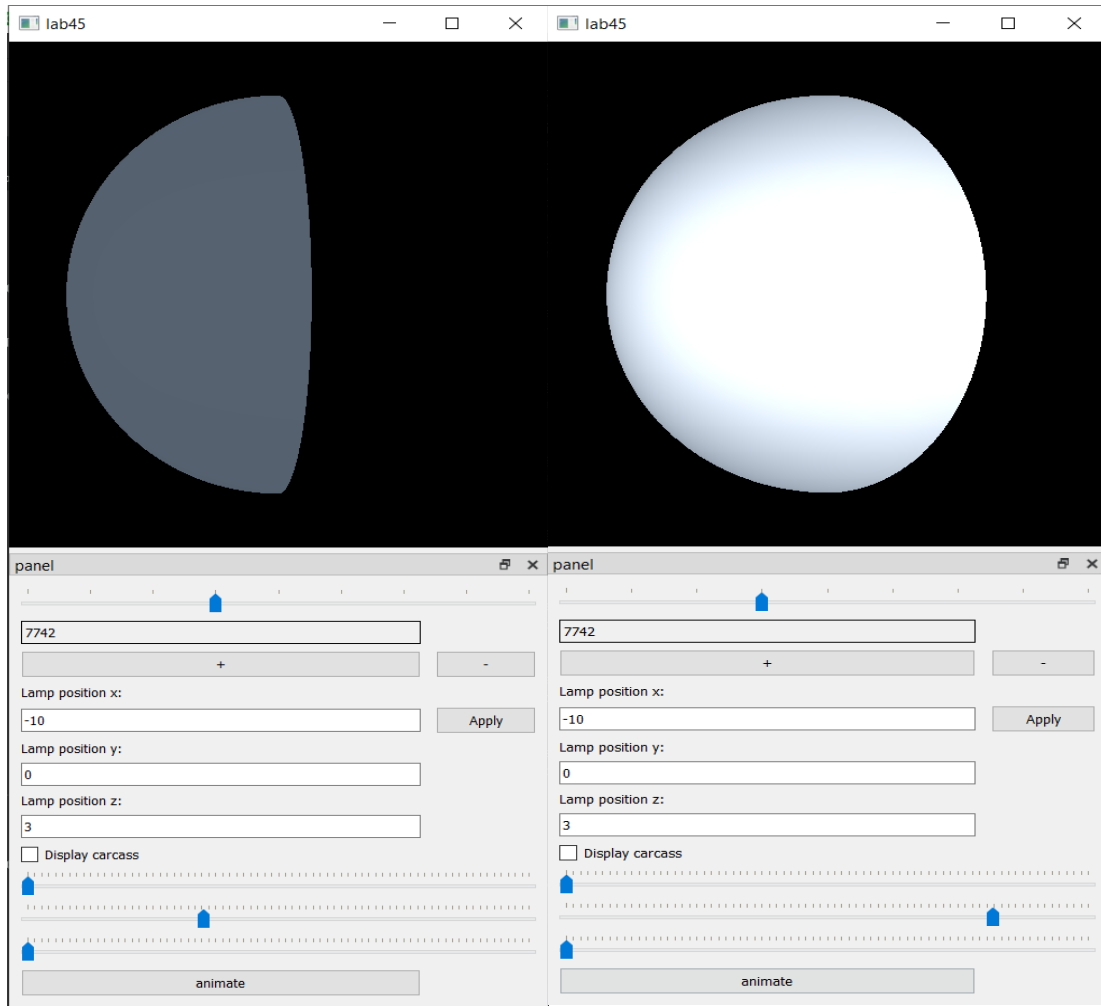 lab45
panel
7742
+ -
Lamp position x:
-10 Apply
Lamp position y:
0
Lamp position z:
3
Display carcass
animate
lab45
panel
7742
+ -
Lamp position x:
-10 Apply
Lamp position y:
0
Lamp position z:
3
Display carcass
animate